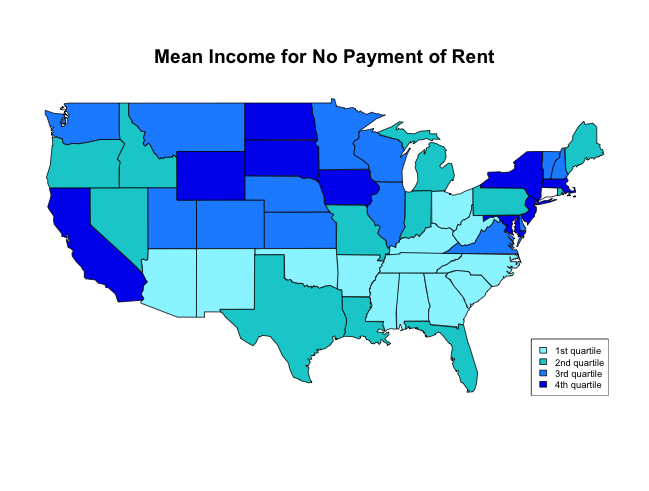 Mean Income for No Payment of Rent
1st quartile
2nd quartile
3rd quartile
4th quartile